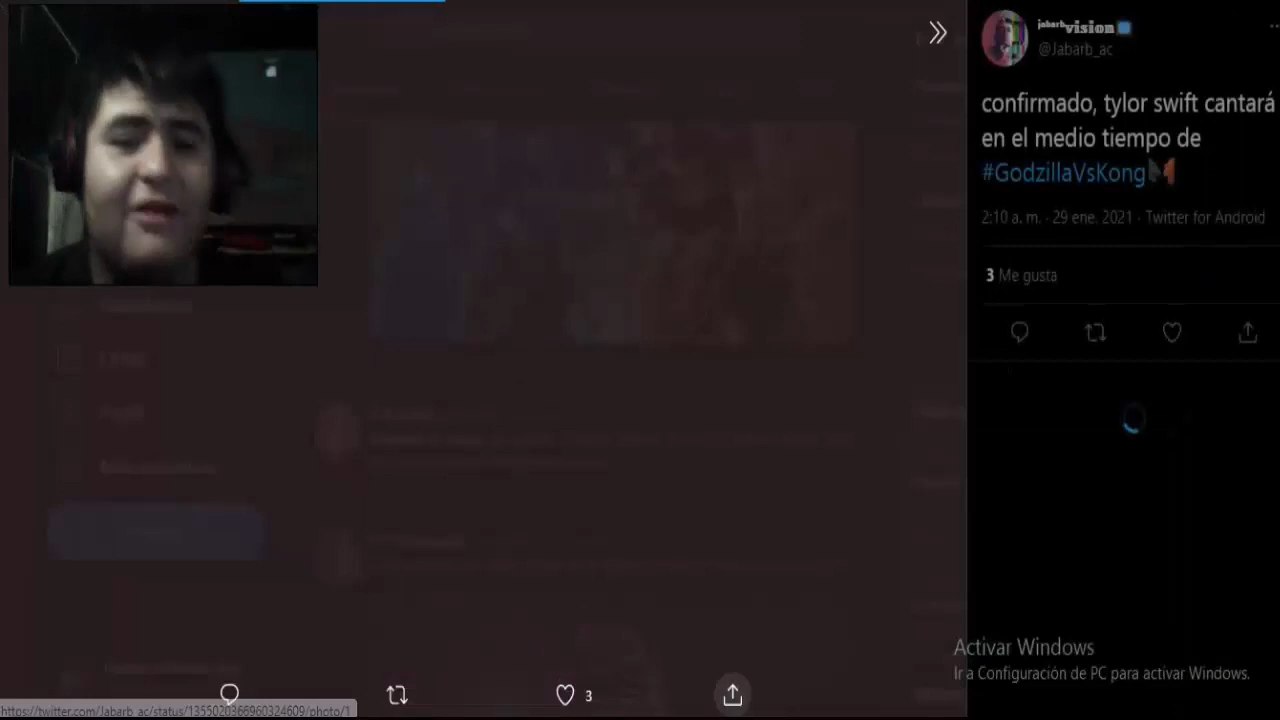 jabarbvision
@Jabarb_ac
confirmado, tylor swift cantará
en el medio tiempo de
#GodzillaVsKong
2:10 a. m. · 29 ene. 2021 · Twitter for Android
3 Me gusta
3
Activar Windows
Ir a Configuración de PC para activar Windows.
https://twitter.com/Jabarb_ac/status/1355020366960324609/photo/1